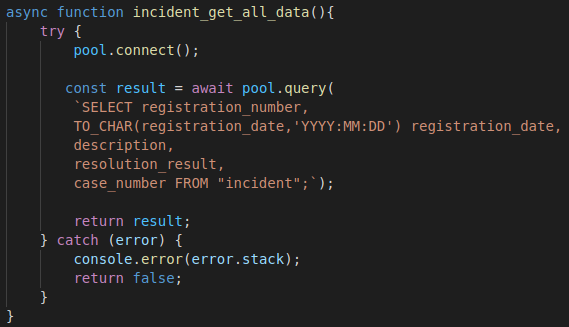 async function incident_get_all_data(){
try {
pool.connect();
const result = await pool.query(
`SELECT registration_number,
TO_CHAR(registration_date,'YYYY:MM:DD') registration_date,
description,
resolution_result,
case_number FROM "incident";`);
return result;
} catch (error) {
console.error(error.stack);
return false;
}
}